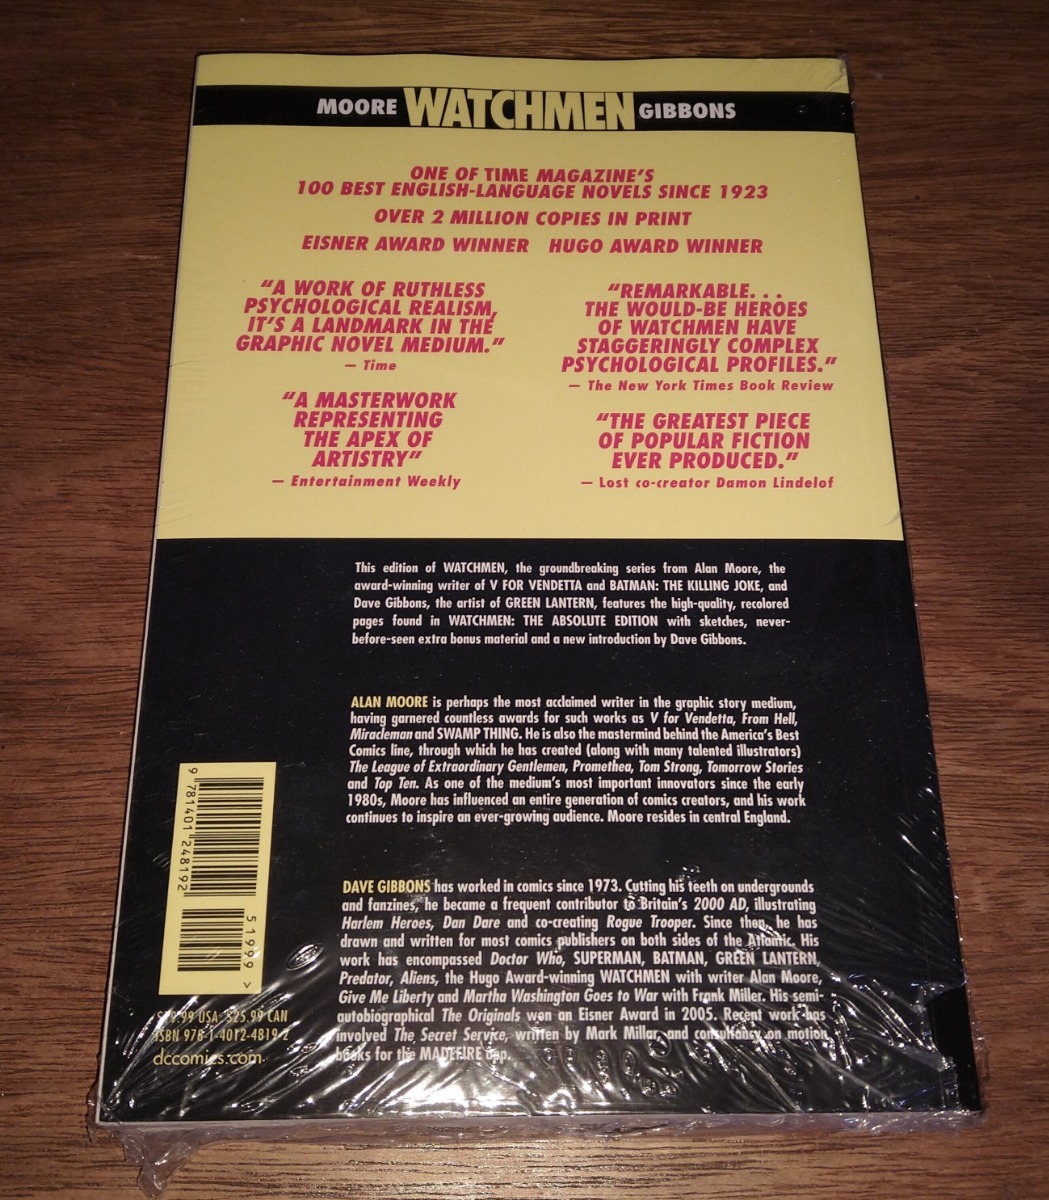 MOORE WATCHMEN GIBBONS
ONE OF TIME MAGAZINE'S
100 BEST ENGLISH-LANGUAGE NOVELS SINCE 1923
OVER 2 MILLION COPIES IN PRINT
EISNER AWARD WINNER HUGO AWARD WINNER
"A WORK OF RUTHLESS
PSYCHOLOGICAL REALISM,
IT'S A LANDMARK IN THE
GRAPHIC NOVEL MEDIUM."
— Time
"A MASTERWORK
REPRESENTING
THE APEX OF
ARTISTRY"
— Entertainment Weekly
"REMARKABLE. . .
THE WOULD-BE HEROES
OF WATCHMEN HAVE
STAGGERINGLY COMPLEX
PSYCHOLOGICAL PROFILES."
— The New York Times Book Review
"THE GREATEST PIECE
OF POPULAR FICTION
EVER PRODUCED."
— Lost co-creator Damon Lindelof
This edition of WATCHMEN, the groundbreaking series from Alan Moore, the
award-winning writer of V FOR VENDETTA and BATMAN: THE KILLING JOKE, and
Dave Gibbons, the artist of GREEN LANTERN, features the high-quality, recolored
pages found in WATCHMEN: THE ABSOLUTE EDITION with sketches, never-
before-seen extra bonus material and a new introduction by Dave Gibbons.
ALAN MOORE is perhaps the most acclaimed writer in the graphic story medium,
having garnered countless awards for such works as V for Vendetta, From Hell,
Miracleman and SWAMP THING. He is also the mastermind behind the America's Best
Comics line, through which he has created (along with many talented illustrators)
The League of Extraordinary Gentlemen, Promethea, Tom Strong, Tomorrow Stories
and Top Ten. As one of the medium's most important innovators since the early
1980s, Moore has influenced an entire generation of comics creators, and his work
continues to inspire an ever-growing audience. Moore resides in central England.
DAVE GIBBONS has worked in comics since 1973. Cutting his teeth on undergrounds
and fanzines, he became a frequent contributor to Britain's 2000 AD, illustrating
Harlem Heroes, Dan Dare and co-creating Rogue Trooper. Since then, he has
drawn and written for most comics publishers on both sides of the Atlantic. His
work has encompassed Doctor Who, SUPERMAN, BATMAN, GREEN LANTERN,
Predator, Aliens, the Hugo Award-winning WATCHMEN with writer Alan Moore,
Give Me Liberty and Martha Washington Goes to War with Frank Miller. His semi-
autobiographical The Originals won an Eisner Award in 2005. Recent work has
involved The Secret Service, written by Mark Millar, and consultancy on motion
books for the MADEFIRE app.
9 781401 248192
51999 >
$19.99 USA $25.99 CAN
ISBN 978-1-4012-4819-2
dccomics.com